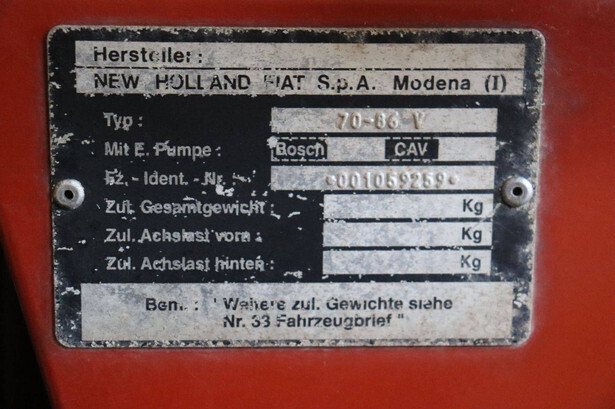 Hersteller:
NEW HOLLAND FIAT S.p.A. Modena (I)
Typ: 70-86 V
Mit E. Pumpe: Bosch CAV
Fz. - Ident. - Nr. *001059259*
Zul. Gesamtgewicht: Kg
Zul. Achslast vorn: Kg
Zul. Achslast hinten: Kg
Bem.: "Weitere zul. Gewichte siehe
Nr. 33 Fahrzeugbrief"